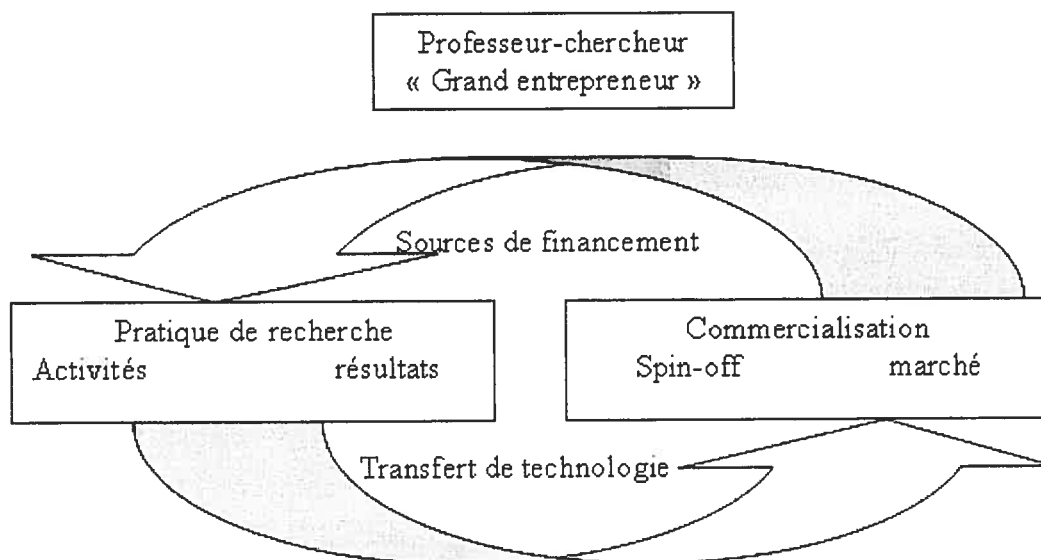 Professeur-chercheur
« Grand entrepreneur »
Sources de financement
Pratique de recherche
Activités résultats
Commercialisation
Spin-off marché
Transfert de technologie